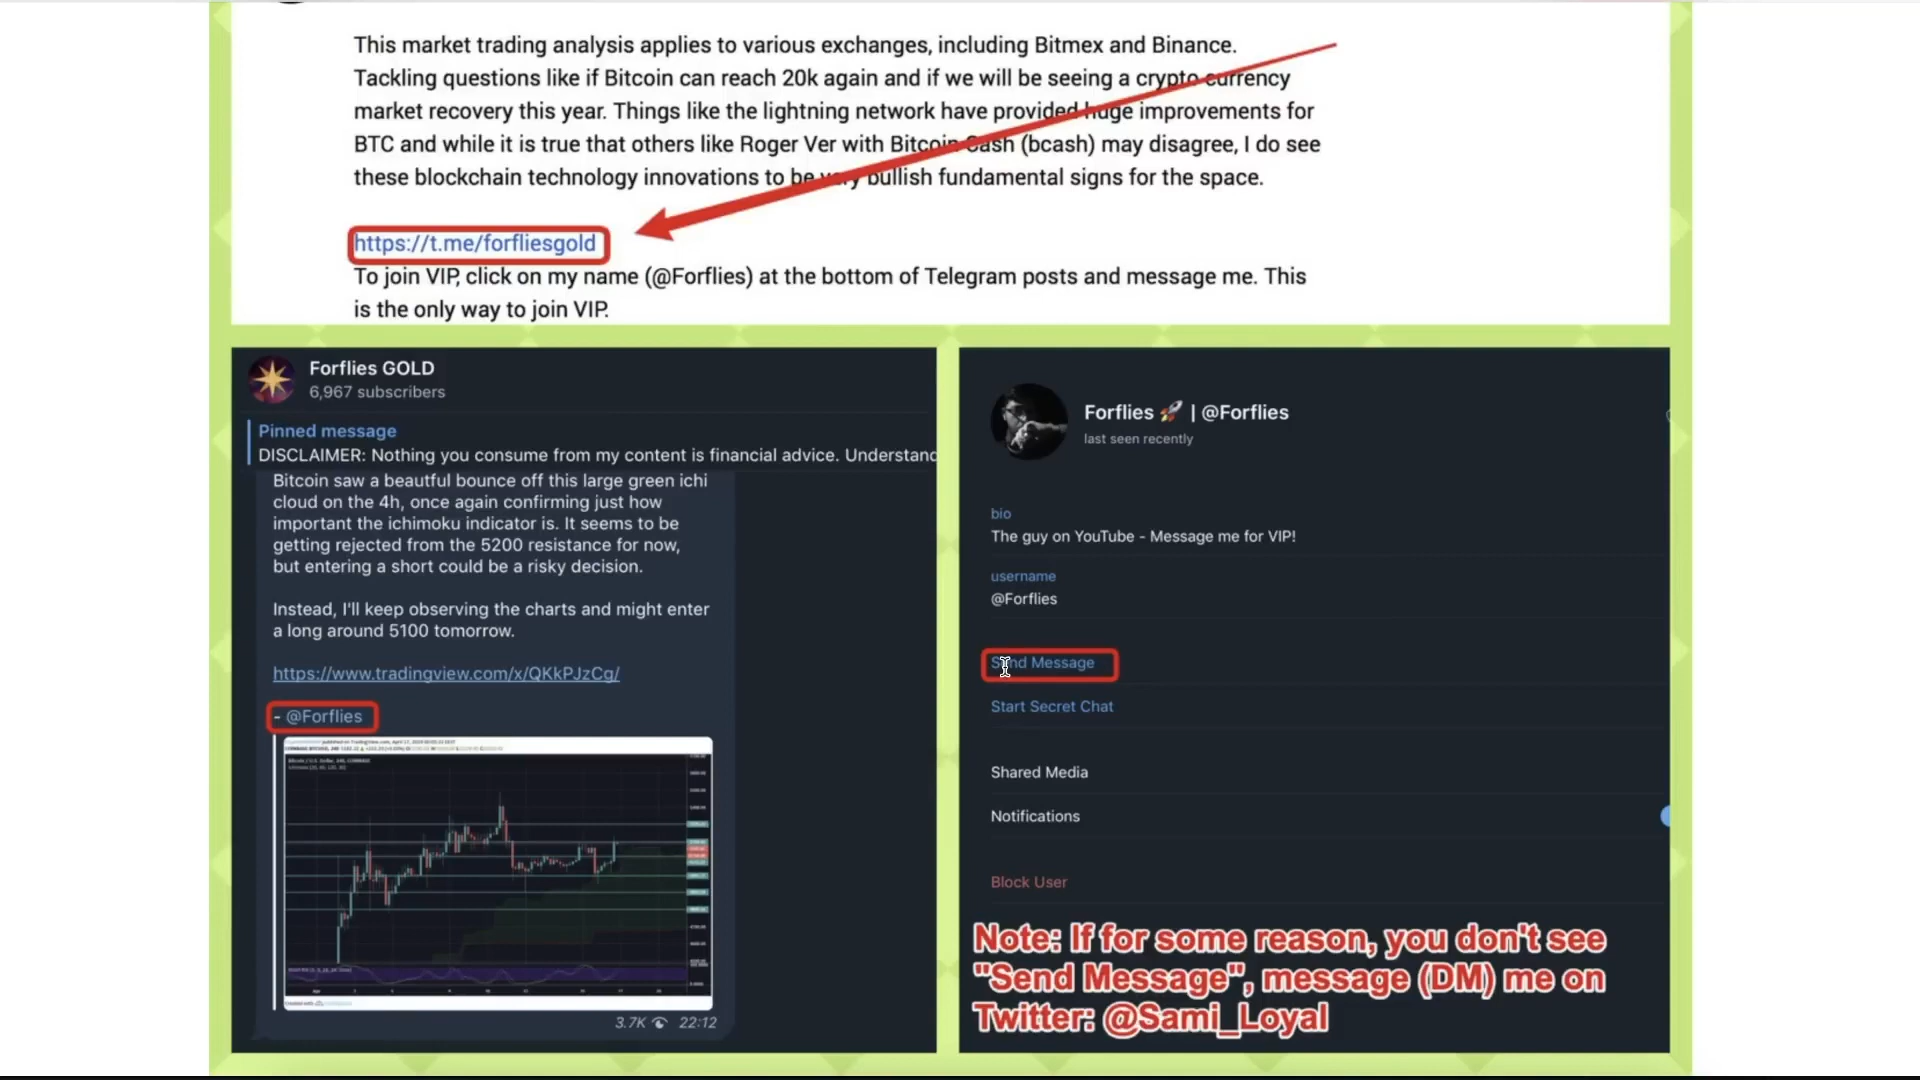 This market trading analysis applies to various exchanges, including Bitmex and Binance.
Tackling questions like if Bitcoin can reach 20k again and if we will be seeing a crypto currency
market recovery this year. Things like the lightning network have provided huge improvements for
BTC and while it is true that others like Roger Ver with Bitcoin Cash (bcash) may disagree, I do see
these blockchain technology innovations to be very bullish fundamental signs for the space.
https://t.me/forfliesgold
To join VIP, click on my name (@Forflies) at the bottom of Telegram posts and message me. This
is the only way to join VIP.
Forflies GOLD
6,967 subscribers
Pinned message
DISCLAIMER: Nothing you consume from my content is financial advice. Understand
Bitcoin saw a beautful bounce off this large green ichi
cloud on the 4h, once again confirming just how
important the ichimoku indicator is. It seems to be
getting rejected from the 5200 resistance for now,
but entering a short could be a risky decision.
Instead, I'll keep observing the charts and might enter
a long around 5100 tomorrow.
https://www.tradingview.com/x/QKkPJzCg/
- @Forflies
3.7K 22:12
Forflies 🚀 | @Forflies
last seen recently
bio
The guy on YouTube - Message me for VIP!
username
@Forflies
Send Message
Start Secret Chat
Shared Media
Notifications
Block User
Note: If for some reason, you don't see
"Send Message", message (DM) me on
Twitter: @Sami_Loyal